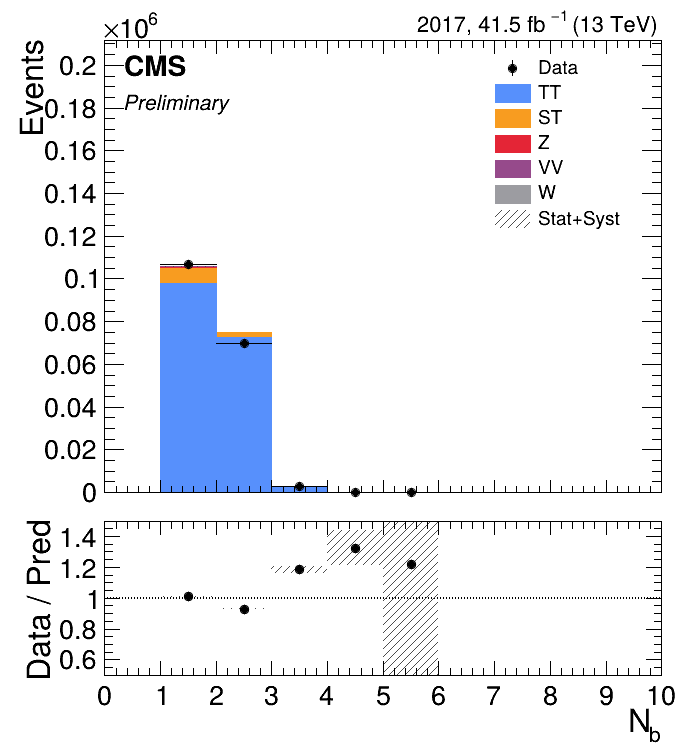 ×10⁶
2017, 41.5 fb⁻¹ (13 TeV)
CMS
Preliminary
Events
0.2
0.18
0.16
0.14
0.12
0.1
0.08
0.06
0.04
0.02
0
Data
TT
ST
Z
VV
W
Stat+Syst
Data / Pred
1.4
1.2
1
0.8
0.6
0 1 2 3 4 5 6 7 8 9 10
N_b